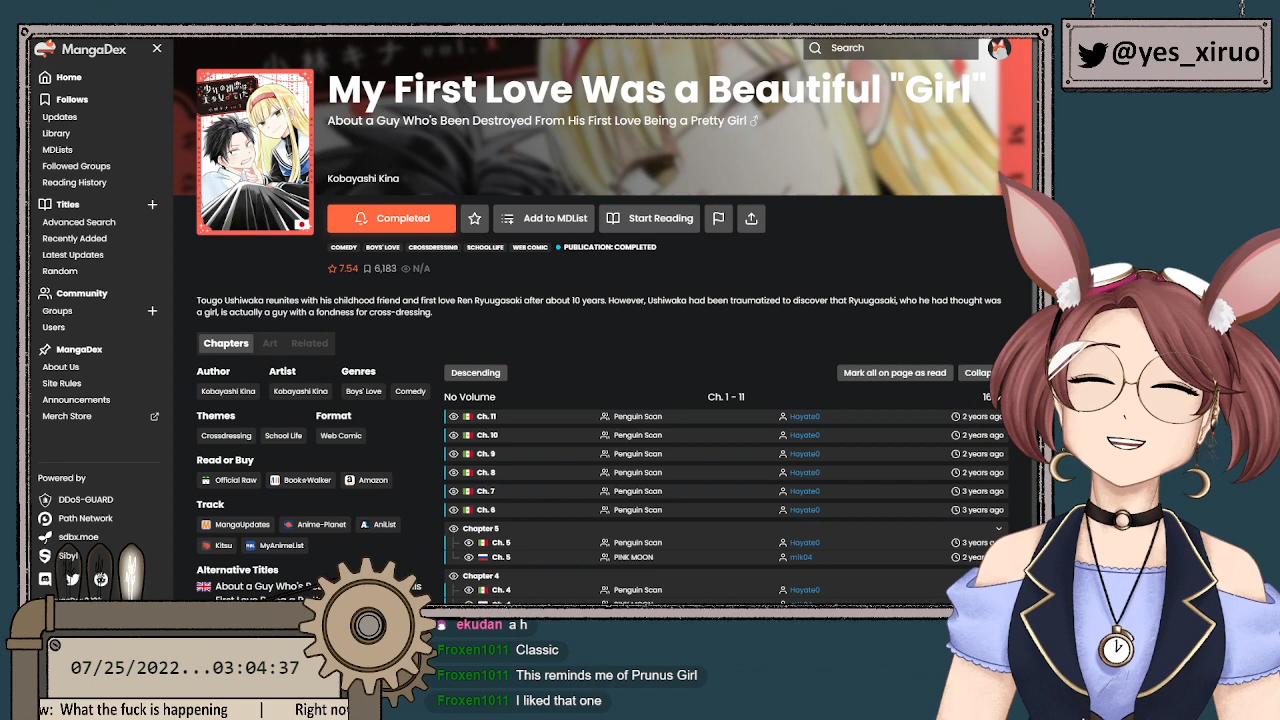 MangaDex
Home
Follows
Updates
Library
MDLists
Followed Groups
Reading History
Titles
Advanced Search
Recently Added
Latest Updates
Random
Community
Groups
Users
MangaDex
About Us
Site Rules
Announcements
Merch Store
Powered by
DDoS-GUARD
Path Network
sdbx.moe
Sibyl
Search
My First Love Was a Beautiful "Girl"
About a Guy Who's Been Destroyed From His First Love Being a Pretty Girl♂
Kobayashi Kina
Completed
Add to MDList
Start Reading
COMEDY BOYS' LOVE CROSSDRESSING SCHOOL LIFE WEB COMIC PUBLICATION: COMPLETED
7.54 6,183 N/A
Tougo Ushiwaka reunites with his childhood friend and first love Ren Ryuugasaki after about 10 years. However, Ushiwaka had been traumatized to discover that Ryuugasaki, who he had thought was
a girl, is actually a guy with a fondness for cross-dressing.
Chapters Art Related
Author Artist Genres
Kobayashi Kina Kobayashi Kina Boys' Love Comedy
Themes Format
Crossdressing School Life Web Comic
Read or Buy
Official Raw Book☆Walker Amazon
Track
MangaUpdates Anime-Planet AniList
Kitsu MyAnimeList
Alternative Titles
About a Guy Who's
Descending Mark all on page as read
No Volume Ch. 1 - 11
Ch. 11 Penguin Scan Hayate0 2 years ago
Ch. 10 Penguin Scan Hayate0 2 years ago
Ch. 9 Penguin Scan Hayate0 2 years ago
Ch. 8 Penguin Scan Hayate0 2 years ago
Ch. 7 Penguin Scan Hayate0 3 years ago
Ch. 6 Penguin Scan Hayate0 3 years ago
Chapter 5
Ch. 5 Penguin Scan Hayate0 3 years
Ch. 5 PINK MOON mlk04
Chapter 4
Ch. 4 Penguin Scan Hayate0
@yes_xiruo
07/25/2022...03:04:37
What the fuck is happening | Right
ekudan a h
Froxen1011 Classic
Froxen1011 This reminds me of Prunus Girl
Froxen1011 I liked that one